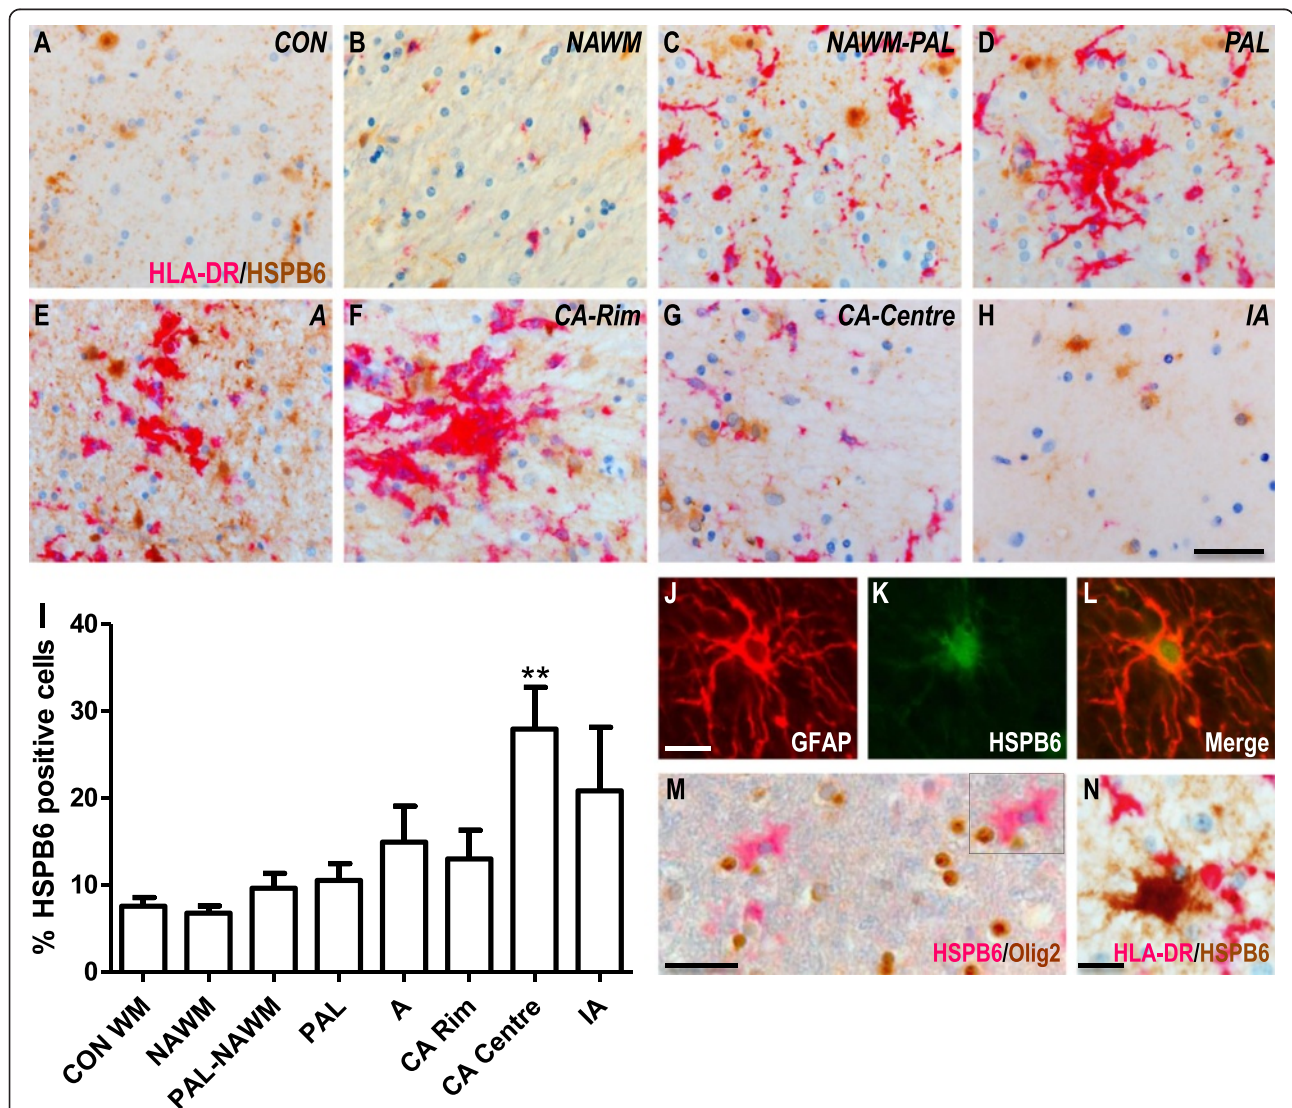 A CON
B NAWM
C NAWM-PAL
D PAL
HLA-DR/HSPB6
E A
F CA-Rim
G CA-Centre
H IA
I
% HSPB6 positive cells
40
30
20
10
0
**
CON WM
NAWM
PAL-NAWM
PAL
A
CA Rim
CA Centre
IA
J GFAP
K HSPB6
L Merge
M HSPB6/Olig2
N HLA-DR/HSPB6